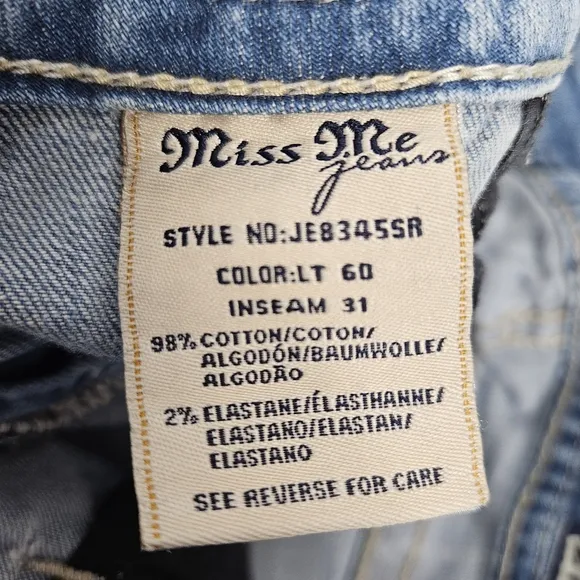 Miss Me
jeans
STYLE NO:JE8345SR
COLOR:LT 60
INSEAM 31
98% COTTON/COTON/
ALGODÓN/BAUMWOLLE/
ALGODÃO
2% ELASTANE/ÉLASTHANNE/
ELASTANO/ELASTAN/
ELASTANO
SEE REVERSE FOR CARE